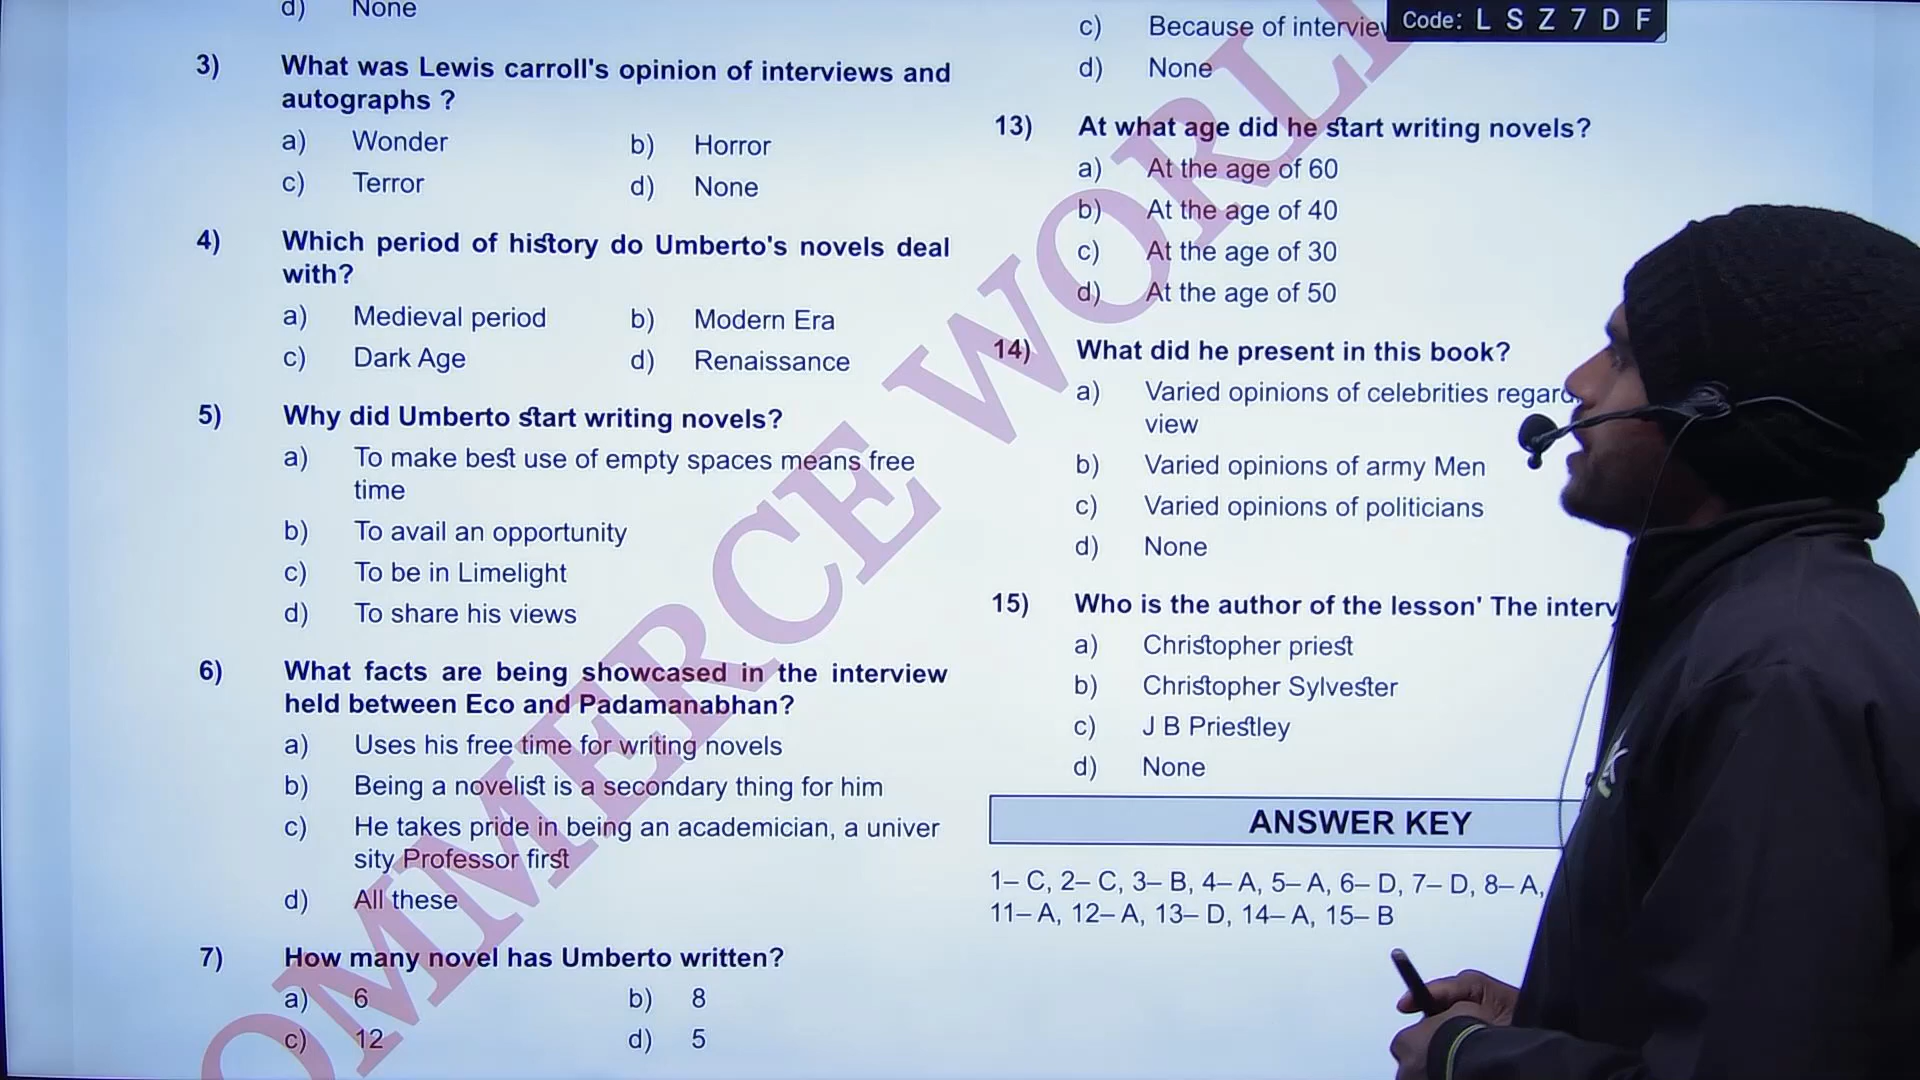 d) None
3) What was Lewis carroll's opinion of interviews and
autographs ?
a) Wonder b) Horror
c) Terror d) None
4) Which period of history do Umberto's novels deal
with?
a) Medieval period b) Modern Era
c) Dark Age d) Renaissance
5) Why did Umberto start writing novels?
a) To make best use of empty spaces means free
time
b) To avail an opportunity
c) To be in Limelight
d) To share his views
6) What facts are being showcased in the interview
held between Eco and Padamanabhan?
a) Uses his free time for writing novels
b) Being a novelist is a secondary thing for him
c) He takes pride in being an academician, a univer
sity Professor first
d) All these
7) How many novel has Umberto written?
a) 6 b) 8
c) 12 d) 5
c) Because of
d) None
13) At what age did he start writing novels?
a) At the age of 60
b) At the age of 40
c) At the age of 30
d) At the age of 50
14) What did he present in this book?
a) Varied opinions of celebrities
view
b) Varied opinions of army Men
c) Varied opinions of politicians
d) None
15) Who is the author of the lesson' The
a) Christopher priest
b) Christopher Sylvester
c) J B Priestley
d) None
ANSWER KEY
1– C, 2– C, 3– B, 4– A, 5– A, 6– D, 7– D, 8– A,
11– A, 12– A, 13– D, 14– A, 15– B
Code: L S Z 7 D F
OMMERCE WORL